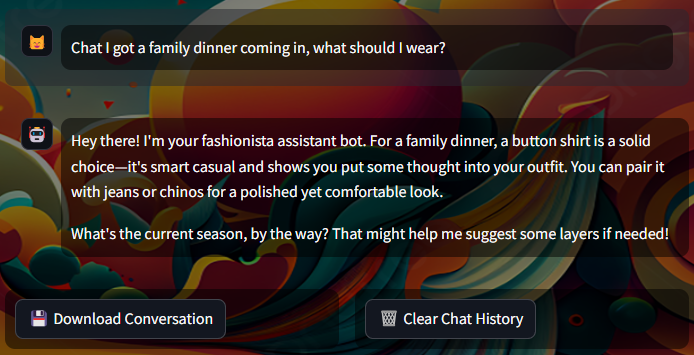 Chat I got a family dinner coming in, what should I wear?
Hey there! I'm your fashionista assistant bot. For a family dinner, a button shirt is a solid
choice—it's smart casual and shows you put some thought into your outfit. You can pair it
with jeans or chinos for a polished yet comfortable look.
What's the current season, by the way? That might help me suggest some layers if needed!
Download Conversation
Clear Chat History